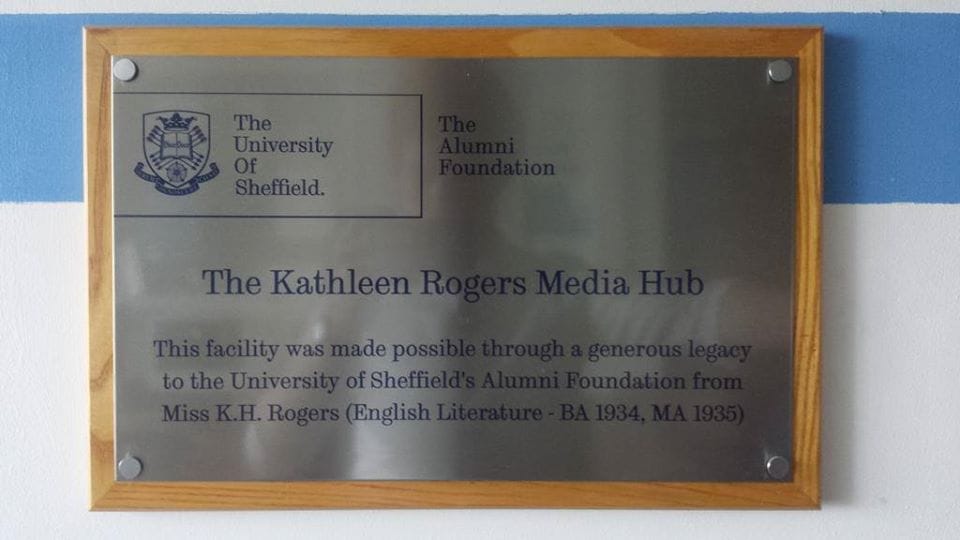 The
University
Of
Sheffield.
The
Alumni
Foundation
The Kathleen Rogers Media Hub
This facility was made possible through a generous legacy
to the University of Sheffield's Alumni Foundation from
Miss K.H. Rogers (English Literature - BA 1934, MA 1935)